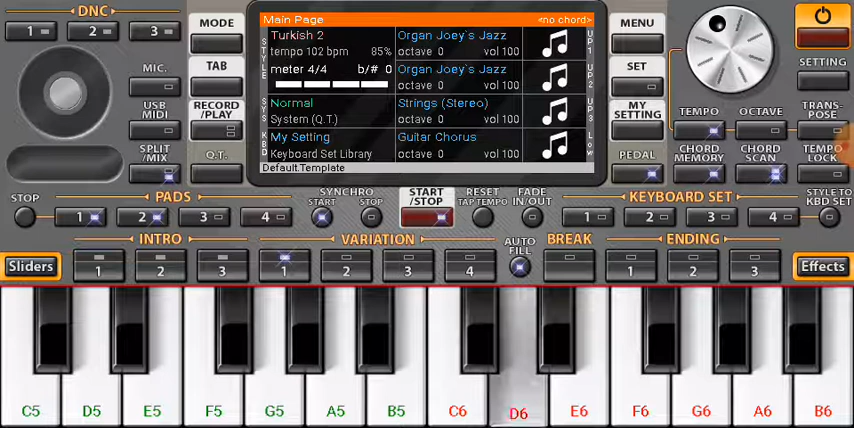 DNC
1
2
3
MODE
TAB
RECORD
/PLAY
Q.T.
MIC.
USB
MIDI
SPLIT
/MIX
Main Page
<no chord>
STYLE
Turkish 2
tempo 102 bpm 85%
meter 4/4 b/# 0
SYS
Normal
System (Q.T.)
KBD
My Setting
Keyboard Set Library
Organ Joey`s Jazz
octave 0 vol 100
UP1
Organ Joey`s Jazz
octave 0 vol 100
UP2
Strings (Stereo)
octave 0 vol 100
UP3
Guitar Chorus
octave 0 vol 100
Low
Default.Template
MENU
SET
MY
SETTING
PEDAL
SETTING
TEMPO
OCTAVE
TRANS-
POSE
CHORD
MEMORY
CHORD
SCAN
TEMPO
LOCK
STOP
PADS
1
2
3
4
SYNCHRO
START
STOP
START
/STOP
RESET
TAP TEMPO
FADE
IN/OUT
KEYBOARD SET
1
2
3
4
STYLE TO
KBD SET
Sliders
INTRO
1
2
3
VARIATION
1
2
3
4
AUTO
FILL
BREAK
ENDING
1
2
3
Effects
C5 D5 E5 F5 G5 A5 B5 C6 D6 E6 F6 G6 A6 B6